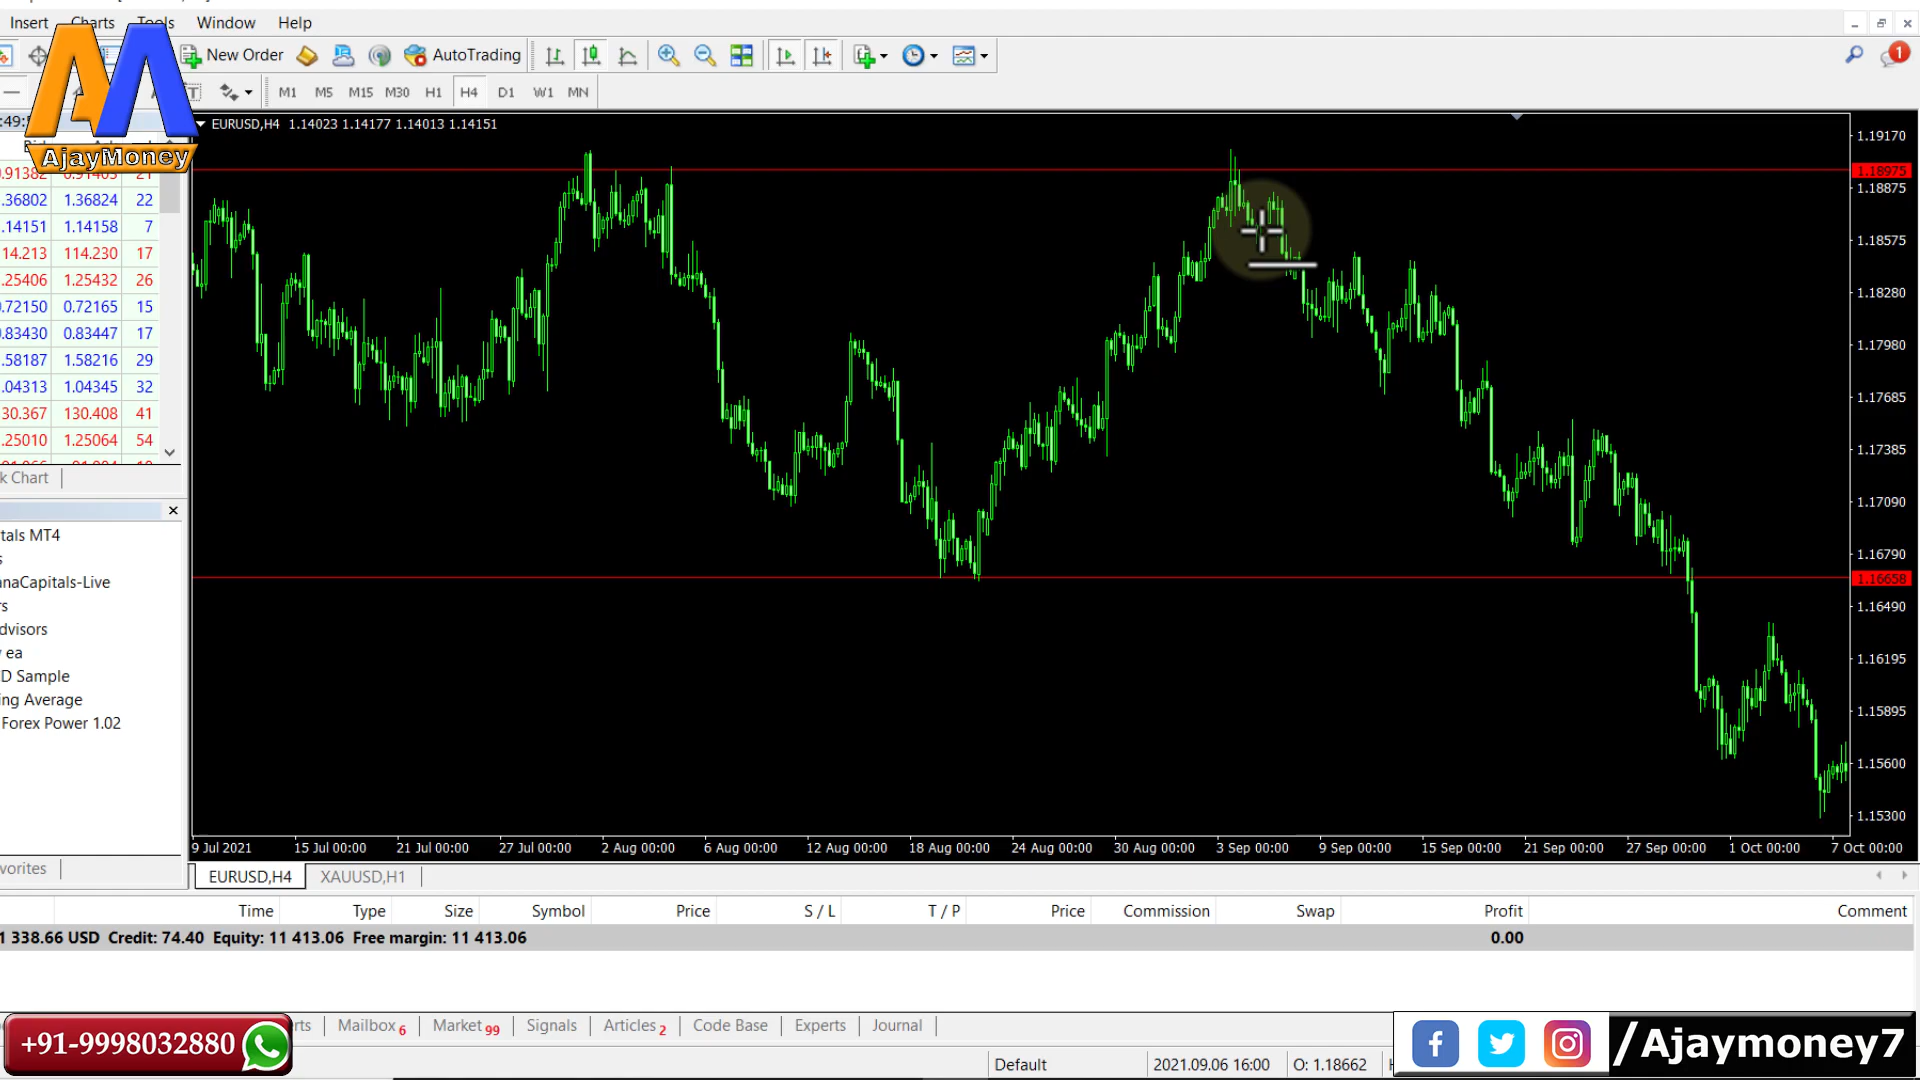 Insert Charts Tools Window Help
New Order AutoTrading
M1 M5 M15 M30 H1 H4 D1 W1 MN
AjayMoney
:49:
EURUSD,H4 1.14023 1.14177 1.14013 1.14151
0.91382 0.91403 21
.36802 1.36824 22
.14151 1.14158 7
14.213 114.230 17
.25406 1.25432 26
0.72150 0.72165 15
0.83430 0.83447 17
.58187 1.58216 29
.04313 1.04345 32
30.367 130.408 41
.25010 1.25064 54
k Chart
tals MT4
s
anaCapitals-Live
rs
dvisors
y ea
D Sample
ing Average
Forex Power 1.02
vorites
1.19170
1.18975
1.18875
1.18575
1.18280
1.17980
1.17685
1.17385
1.17090
1.16790
1.16658
1.16490
1.16195
1.15895
1.15600
1.15300
9 Jul 2021 15 Jul 00:00 21 Jul 00:00 27 Jul 00:00 2 Aug 00:00 6 Aug 00:00 12 Aug 00:00 18 Aug 00:00 24 Aug 00:00 30 Aug 00:00 3 Sep 00:00 9 Sep 00:00 15 Sep 00:00 21 Sep 00:00 27 Sep 00:00 1 Oct 00:00 7 Oct 00:00
EURUSD,H4 XAUUSD,H1
Time Type Size Symbol Price S / L T / P Price Commission Swap Profit Comment
1 338.66 USD Credit: 74.40 Equity: 11 413.06 Free margin: 11 413.06 0.00
rts Mailbox 6 Market 99 Signals Articles 2 Code Base Experts Journal
+91-9998032880
Default 2021.09.06 16:00 O: 1.18662
/Ajaymoney7